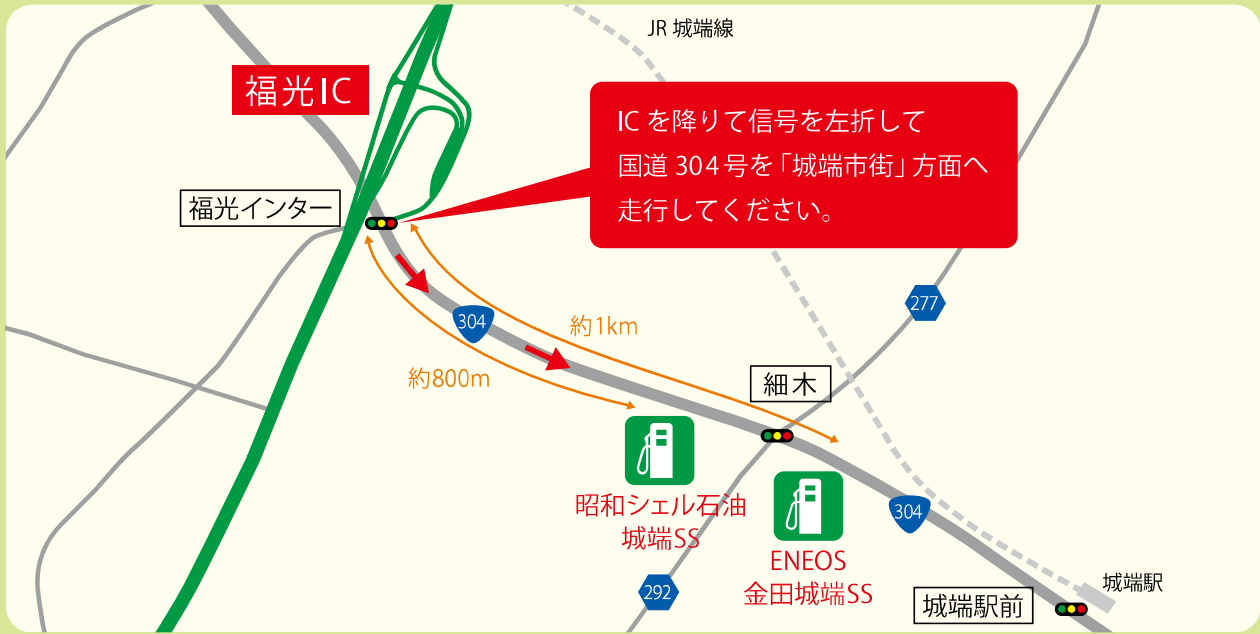 JR 城端線
福光IC
ICを降りて信号を左折して
国道304号を「城端市街」方面へ
走行してください。
福光インター
277
304
約1km
約800m
細木
昭和シェル石油
城端SS
304
ENEOS
金田城端SS
292
城端駅
城端駅前